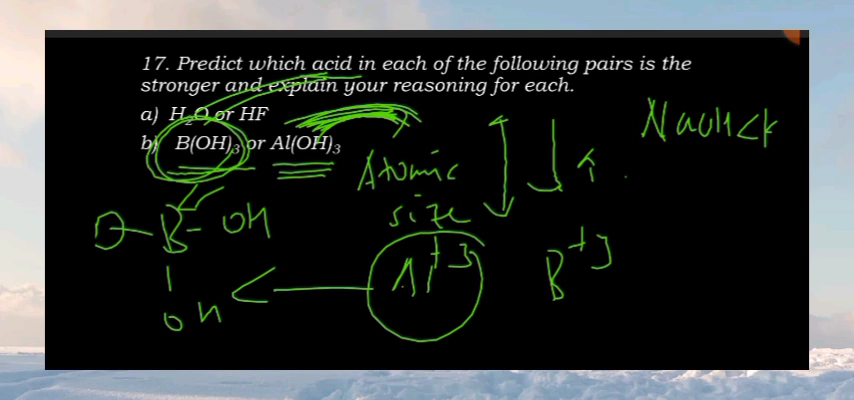 17. Predict which acid in each of the following pairs is the
stronger and explain your reasoning for each.
a) H₂O or HF
b) B(OH)₃ or Al(OH)₃
NaOH<K
Atomic
size
B-OH
OH
Al+3
B+3